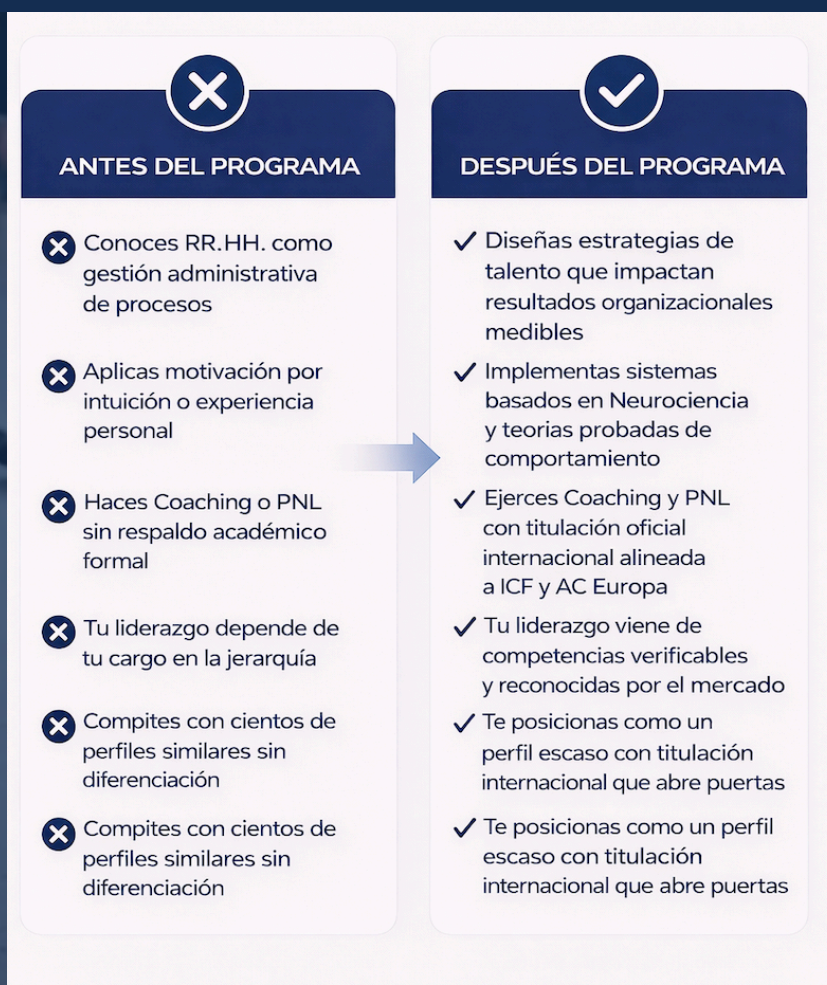 ANTES DEL PROGRAMA
Conoces RR.HH. como
gestión administrativa
de procesos
Aplicas motivación por
intuición o experiencia
personal
Haces Coaching o PNL
sin respaldo académico
formal
Tu liderazgo depende de
tu cargo en la jerarquía
Compites con cientos de
perfiles similares sin
diferenciación
Compites con cientos de
perfiles similares sin
diferenciación
DESPUÉS DEL PROGRAMA
Diseñas estrategias de
talento que impactan
resultados organizacionales
medibles
Implementas sistemas
basados en Neurociencia
y teorias probadas de
comportamiento
Ejerces Coaching y PNL
con titulación oficial
internacional alineada
a ICF y AC Europa
Tu liderazgo viene de
competencias verificables
y reconocidas por el mercado
Te posicionas como un
perfil escaso con titulación
internacional que abre puertas
Te posicionas como un perfil
escaso con titulación
internacional que abre puertas